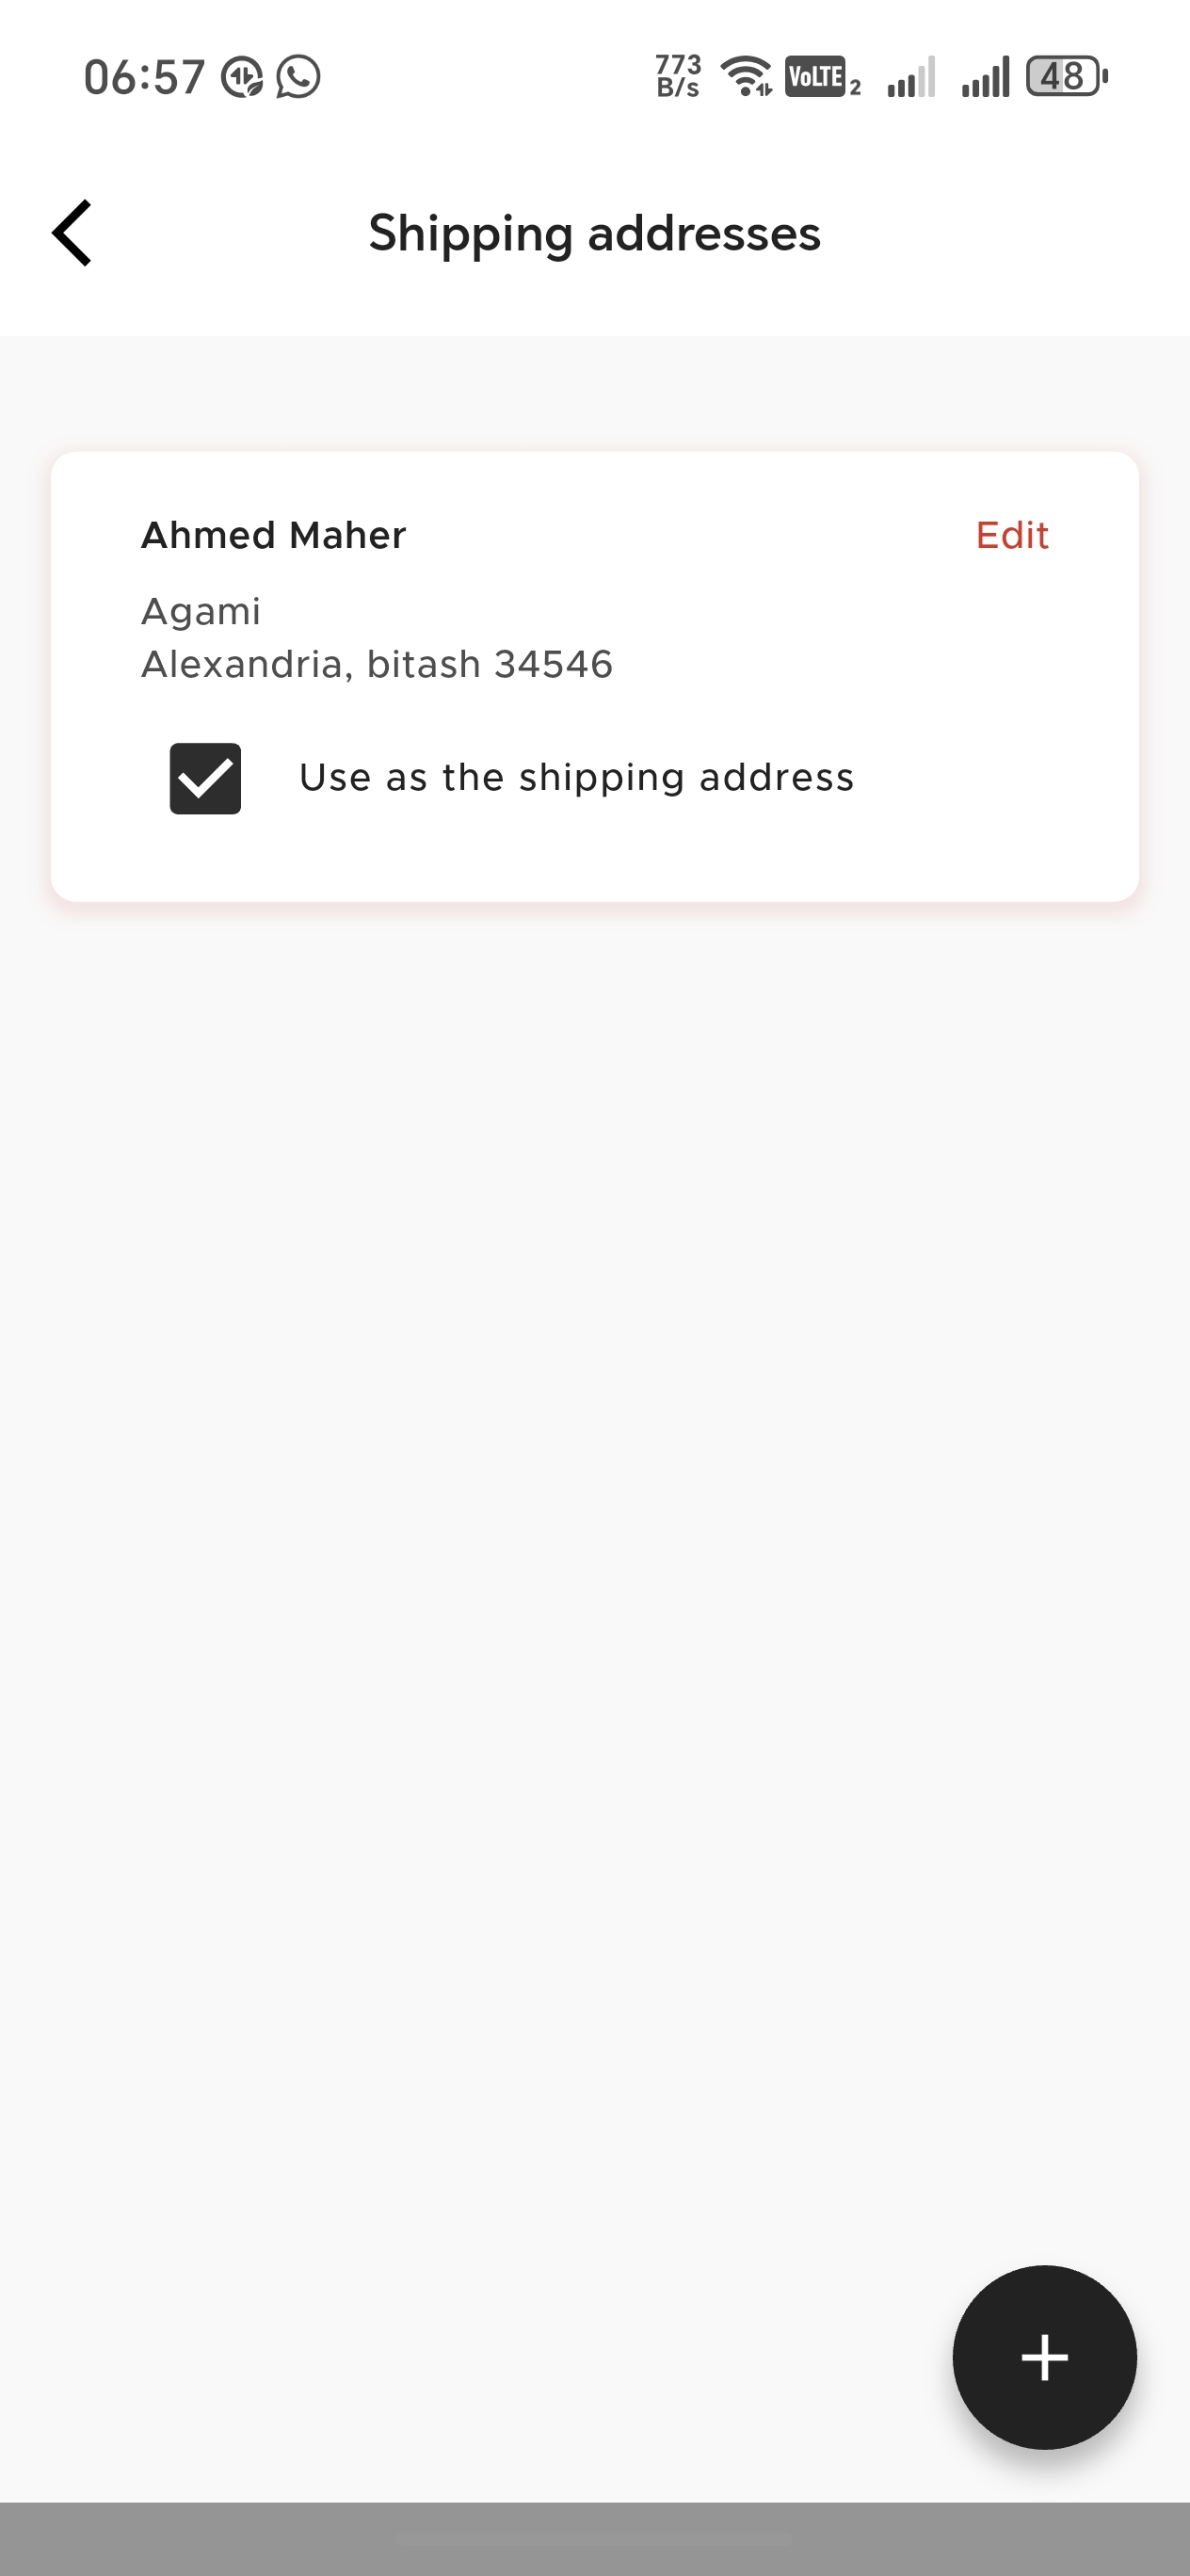 06:57
773
B/s
VoLTE 2
48
Shipping addresses
Ahmed Maher
Edit
Agami
Alexandria, bitash 34546
Use as the shipping address